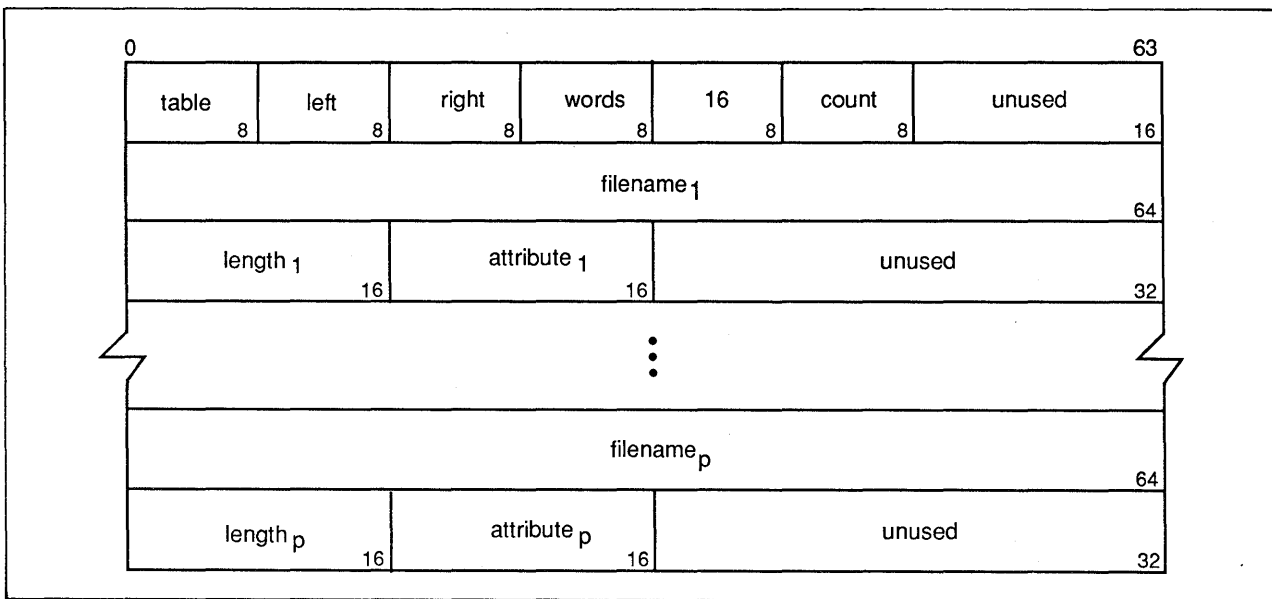 0 63
table left right words 16 count unused
8 8 8 8 8 8 16
filename1
64
length1 attribute1 unused
16 16 32
filenamep
64
lengthp attributep unused
16 16 32